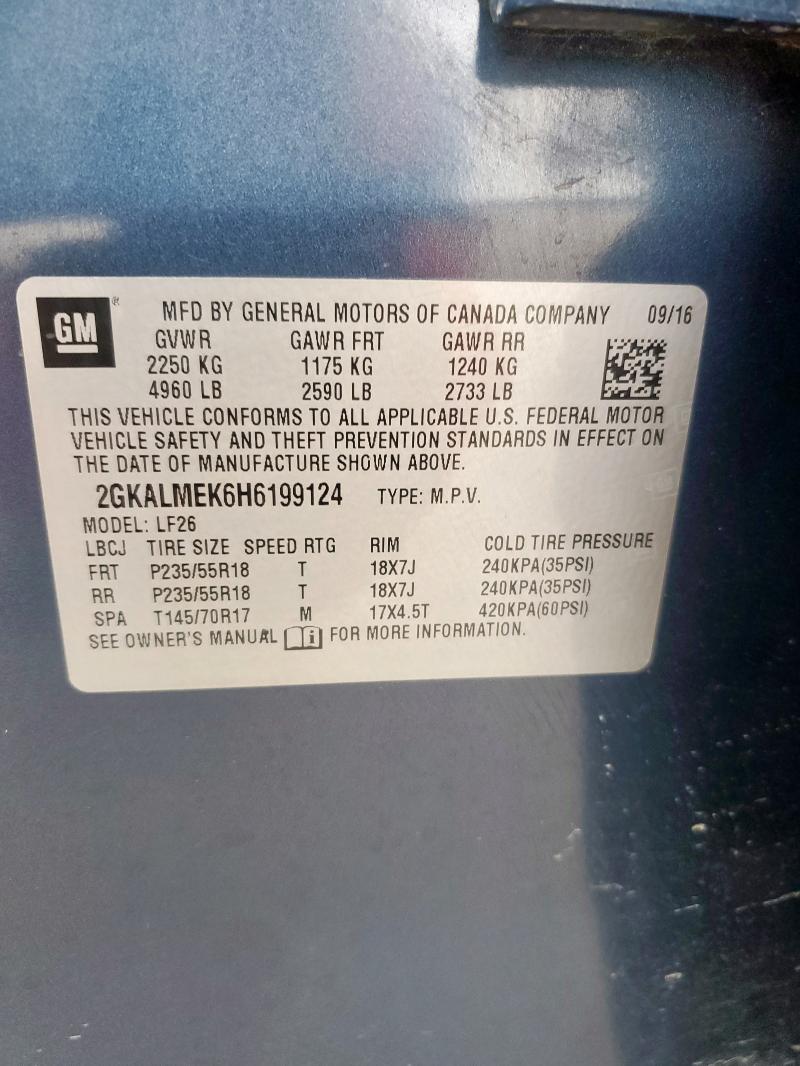 GM ® MFD BY GENERAL MOTORS OF CANADA COMPANY 09/16
GVWR GAWR FRT GAWR RR
2250 KG 1175 KG 1240 KG
4960 LB 2590 LB 2733 LB
THIS VEHICLE CONFORMS TO ALL APPLICABLE U.S. FEDERAL MOTOR
VEHICLE SAFETY AND THEFT PREVENTION STANDARDS IN EFFECT ON
THE DATE OF MANUFACTURE SHOWN ABOVE.
2GKALMEK6H6199124 TYPE: M.P.V.
MODEL: LF26
LBCJ TIRE SIZE SPEED RTG RIM COLD TIRE PRESSURE
FRT P235/55R18 T 18X7J 240KPA(35PSI)
RR P235/55R18 T 18X7J 240KPA(35PSI)
SPA T145/70R17 M 17X4.5T 420KPA(60PSI)
SEE OWNER'S MANUAL i FOR MORE INFORMATION.